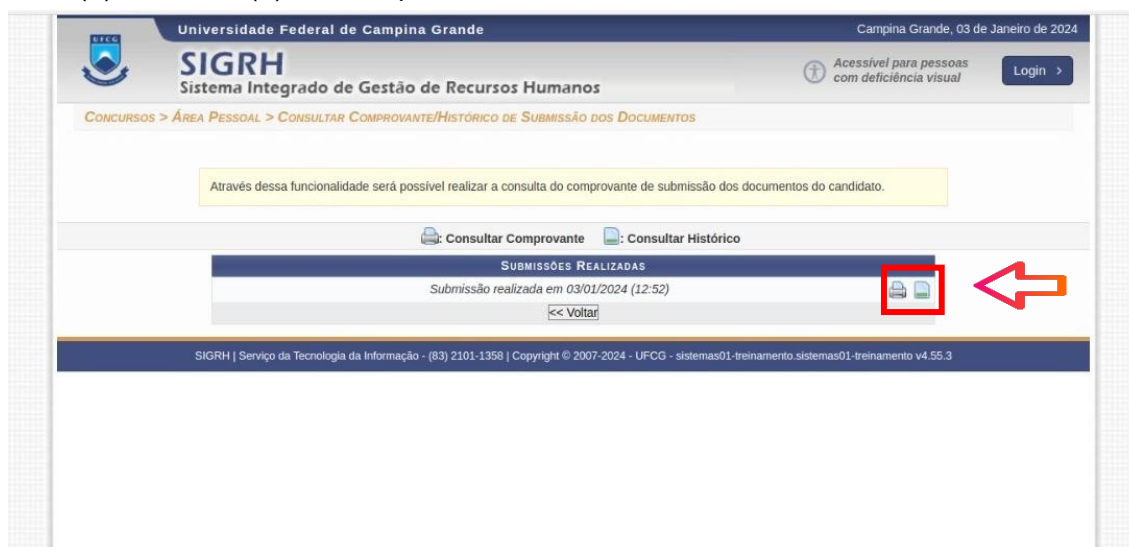 UFCG
Universidade Federal de Campina Grande
Campina Grande, 03 de Janeiro de 2024
SIGRH
Sistema Integrado de Gestão de Recursos Humanos
Acessível para pessoas
com deficiência visual
Login >
Concursos > Área Pessoal > Consultar Comprovante/Histórico de Submissão dos Documentos
Através dessa funcionalidade será possível realizar a consulta do comprovante de submissão dos documentos do candidato.
: Consultar Comprovante : Consultar Histórico
Submissões Realizadas
Submissão realizada em 03/01/2024 (12:52)
<< Voltar
SIGRH | Serviço da Tecnologia da Informação - (83) 2101-1358 | Copyright © 2007-2024 - UFCG - sistemas01-treinamento.sistemas01-treinamento v4.55.3